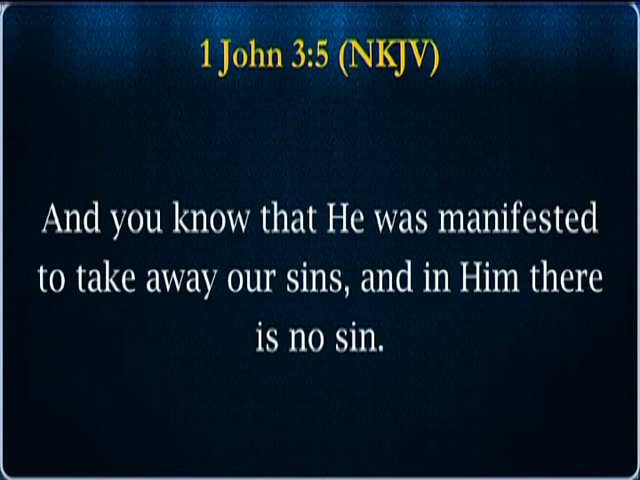 1 John 3:5 (NKJV)
And you know that He was manifested
to take away our sins, and in Him there
is no sin.